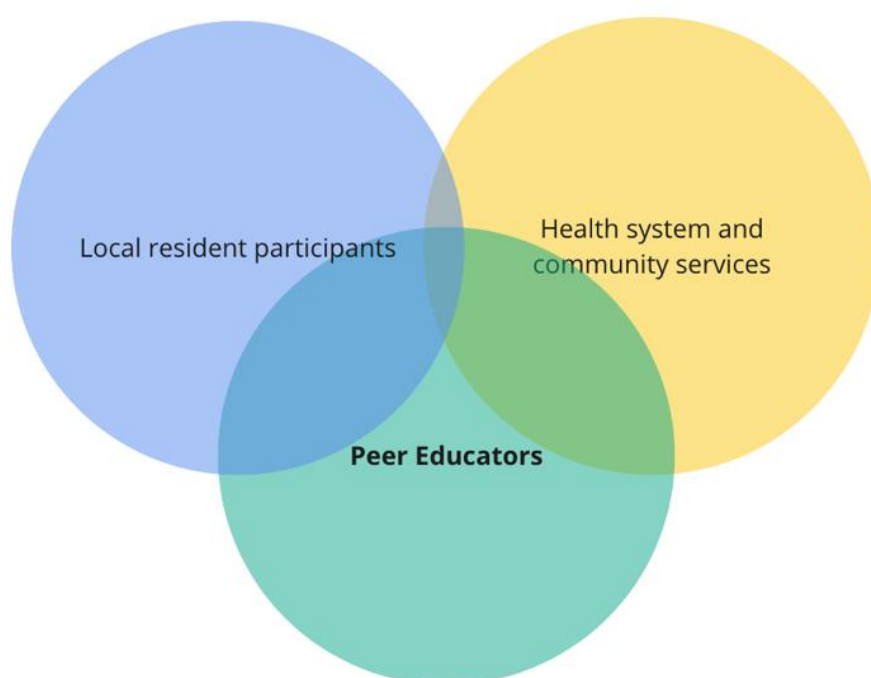 Local resident participants
Health system and
community services
Peer Educators